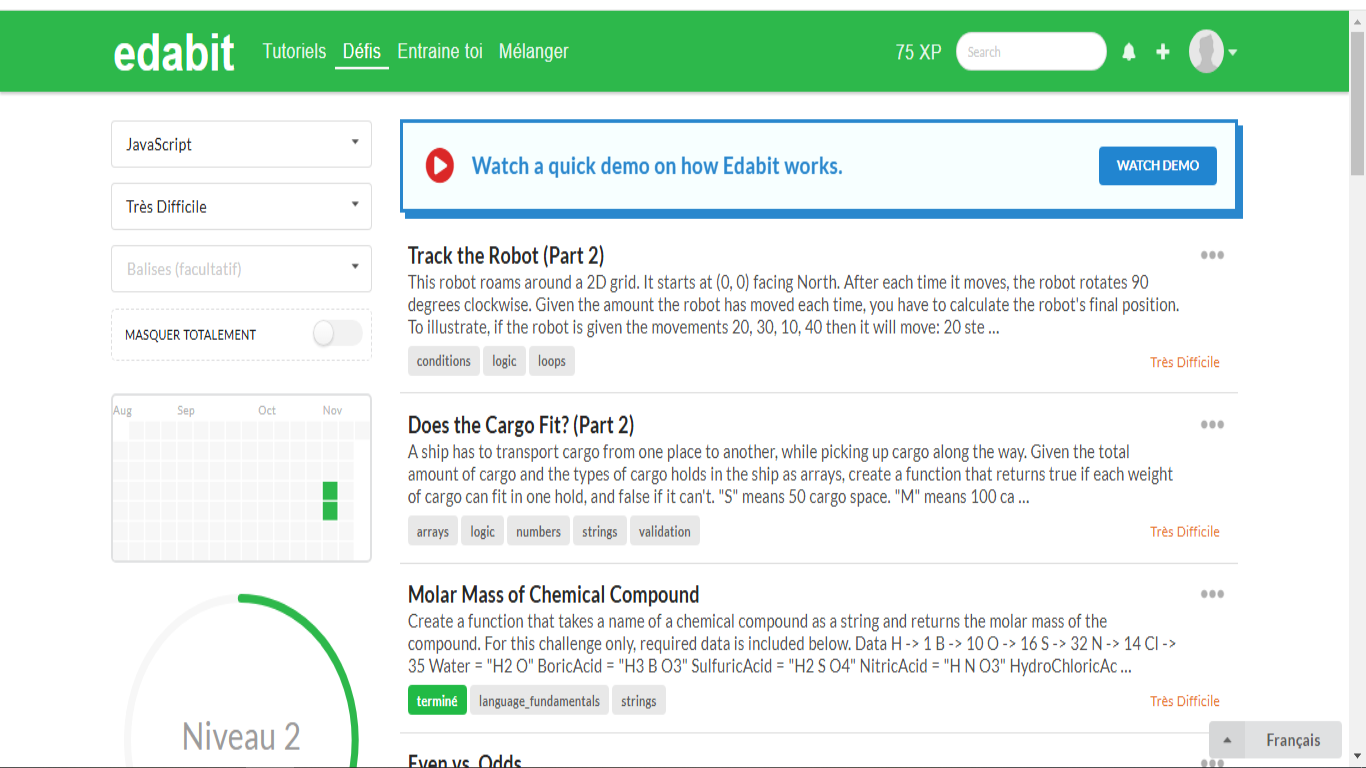 edabit Tutoriels Défis Entraine toi Mélanger 75 XP Search
JavaScript
Très Difficile
Balises (facultatif)
MASQUER TOTALEMENT
Aug Sep Oct Nov
Niveau 2
Watch a quick demo on how Edabit works. WATCH DEMO
Track the Robot (Part 2)
This robot roams around a 2D grid. It starts at (0, 0) facing North. After each time it moves, the robot rotates 90
degrees clockwise. Given the amount the robot has moved each time, you have to calculate the robot's final position.
To illustrate, if the robot is given the movements 20, 30, 10, 40 then it will move: 20 ste ...
conditions logic loops Très Difficile
Does the Cargo Fit? (Part 2)
A ship has to transport cargo from one place to another, while picking up cargo along the way. Given the total
amount of cargo and the types of cargo holds in the ship as arrays, create a function that returns true if each weight
of cargo can fit in one hold, and false if it can't. "S" means 50 cargo space. "M" means 100 ca ...
arrays logic numbers strings validation Très Difficile
Molar Mass of Chemical Compound
Create a function that takes a name of a chemical compound as a string and returns the molar mass of the
compound. For this challenge only, required data is included below. Data H -> 1 B -> 10 O -> 16 S -> 32 N -> 14 Cl ->
35 Water = "H2 O" BoricAcid = "H3 B O3" SulfuricAcid = "H2 S O4" NitricAcid = "H N O3" HydroChloricAc ...
terminé language_fundamentals strings Très Difficile
Even vs. Odds
Français